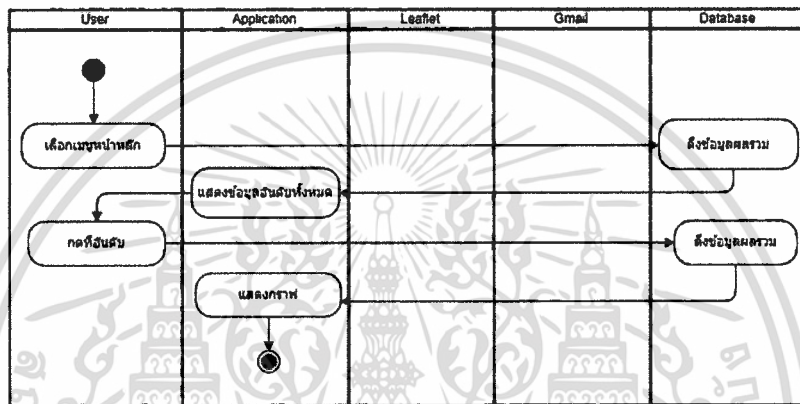 User Application Leaflet Gmail Database
เลือกเมนูหน้าหลัก ดึงข้อมูลผลรวม
แสดงข้อมูลอันดับทั้งหมด
กดที่อันดับ ดึงข้อมูลผลรวม
แสดงกราฟ